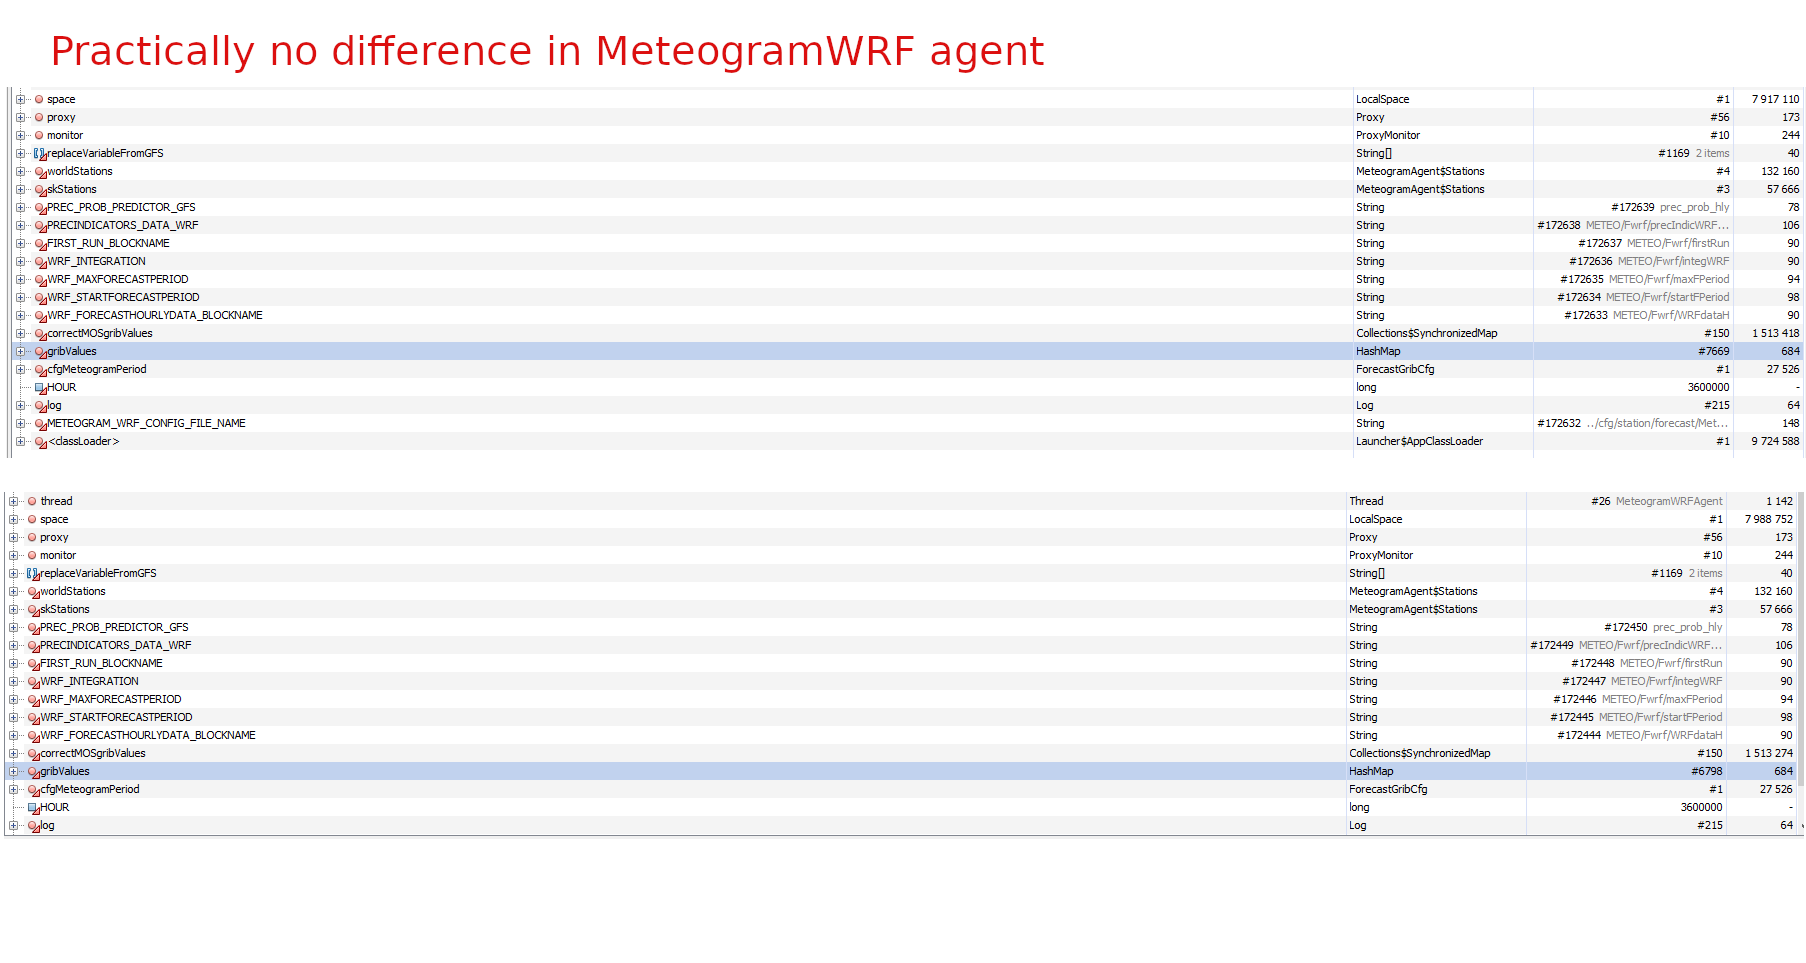 Practically no difference in MeteogramWRF agent
space LocalSpace #1 7 917 110
proxy Proxy #56 173
monitor ProxyMonitor #10 244
replaceVariableFromGFS String[] #1169 2 items 40
worldStations MeteogramAgent$Stations #4 132 160
skStations MeteogramAgent$Stations #3 57 666
PREC_PROB_PREDICTOR_GFS String #172639 prec_prob_hly 78
PRECINDICATORS_DATA_WRF String #172638 METEO/Fwrf/precIndicWRF... 106
FIRST_RUN_BLOCKNAME String #172637 METEO/Fwrf/firstRun 90
WRF_INTEGRATION String #172636 METEO/Fwrf/integWRF 90
WRF_MAXFORECASTPERIOD String #172635 METEO/Fwrf/maxFPeriod 94
WRF_STARTFORECASTPERIOD String #172634 METEO/Fwrf/startFPeriod 98
WRF_FORECASTHOURLYDATA_BLOCKNAME String #172633 METEO/Fwrf/WRFdataH 90
correctMOSgribValues Collections$SynchronizedMap #150 1 513 418
gribValues HashMap #7669 684
cfgMeteogramPeriod ForecastGribCfg #1 27 526
HOUR long 3600000 -
log Log #215 64
METEOGRAM_WRF_CONFIG_FILE_NAME String #172632 ../cfg/station/forecast/Met... 148
<classLoader> Launcher$AppClassLoader #1 9 724 588
thread Thread #26 MeteogramWRFAgent 1 142
space LocalSpace #1 7 988 752
proxy Proxy #56 173
monitor ProxyMonitor #10 244
replaceVariableFromGFS String[] #1169 2 items 40
worldStations MeteogramAgent$Stations #4 132 160
skStations MeteogramAgent$Stations #3 57 666
PREC_PROB_PREDICTOR_GFS String #172450 prec_prob_hly 78
PRECINDICATORS_DATA_WRF String #172449 METEO/Fwrf/precIndicWRF... 106
FIRST_RUN_BLOCKNAME String #172448 METEO/Fwrf/firstRun 90
WRF_INTEGRATION String #172447 METEO/Fwrf/integWRF 90
WRF_MAXFORECASTPERIOD String #172446 METEO/Fwrf/maxFPeriod 94
WRF_STARTFORECASTPERIOD String #172445 METEO/Fwrf/startFPeriod 98
WRF_FORECASTHOURLYDATA_BLOCKNAME String #172444 METEO/Fwrf/WRFdataH 90
correctMOSgribValues Collections$SynchronizedMap #150 1 513 274
gribValues HashMap #6798 684
cfgMeteogramPeriod ForecastGribCfg #1 27 526
HOUR long 3600000 -
log Log #215 64